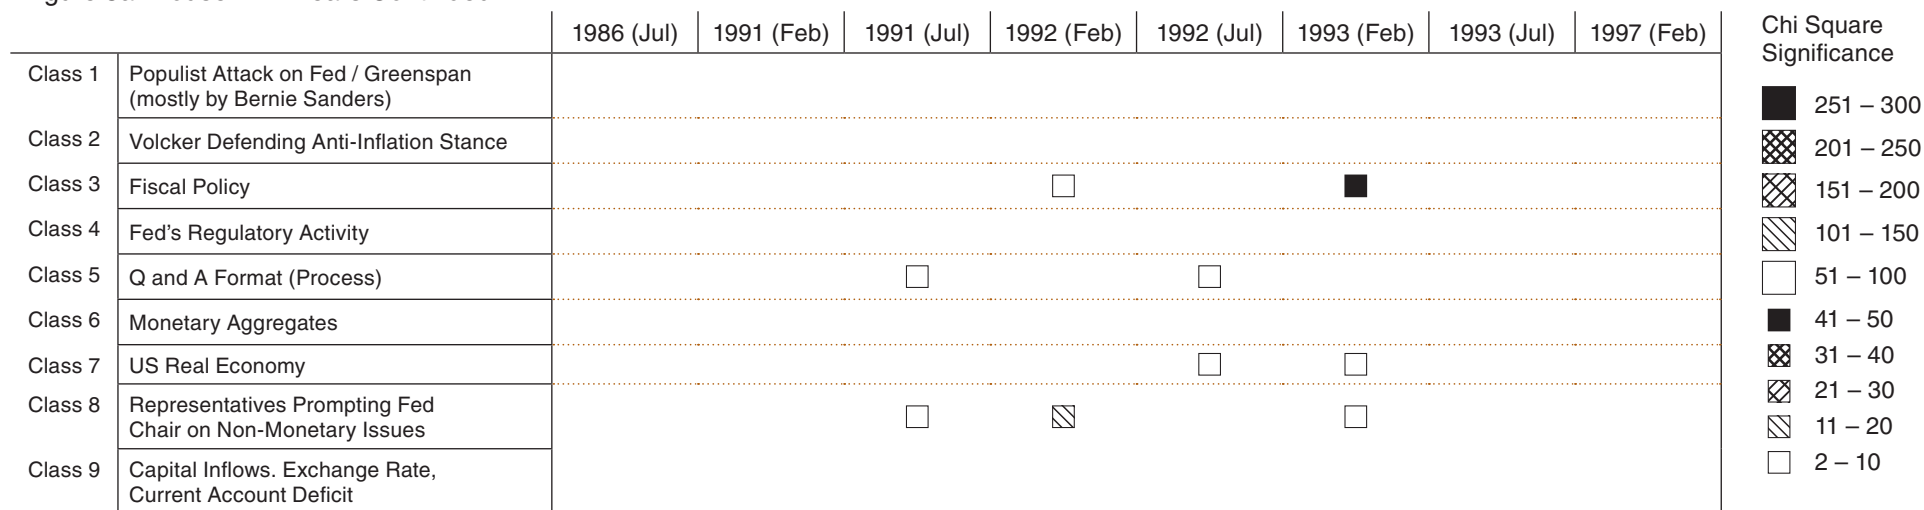 1986 (Jul) 1991 (Feb) 1991 (Jul) 1992 (Feb) 1992 (Jul) 1993 (Feb) 1993 (Jul) 1997 (Feb)
Class 1 Populist Attack on Fed / Greenspan
(mostly by Bernie Sanders)
Class 2 Volcker Defending Anti-Inflation Stance
Class 3 Fiscal Policy
Class 4 Fed's Regulatory Activity
Class 5 Q and A Format (Process)
Class 6 Monetary Aggregates
Class 7 US Real Economy
Class 8 Representatives Prompting Fed
Chair on Non-Monetary Issues
Class 9 Capital Inflows. Exchange Rate,
Current Account Deficit
Chi Square
Significance
251 – 300
201 – 250
151 – 200
101 – 150
51 – 100
41 – 50
31 – 40
21 – 30
11 – 20
2 – 10